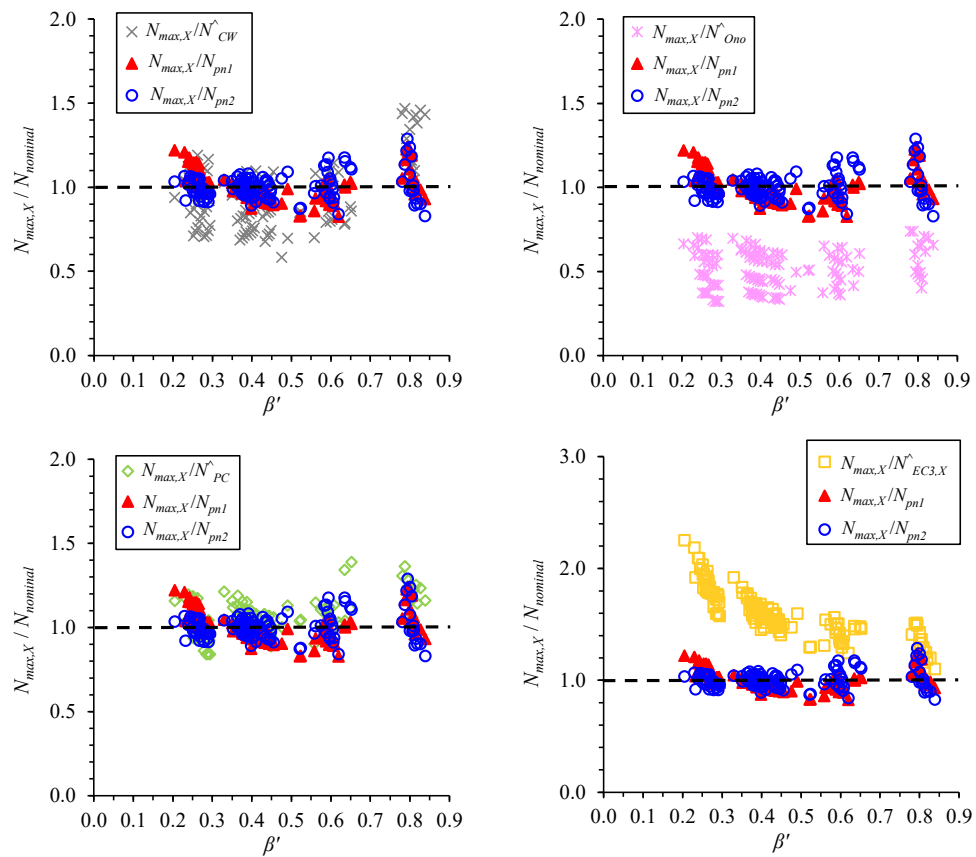 N_max,X / N_nominal
2.0
1.5
1.0
0.5
0.0
N_max,X/N^_CW
N_max,X/N_pn1
N_max,X/N_pn2
0.0 0.1 0.2 0.3 0.4 0.5 0.6 0.7 0.8 0.9
β′
N_max,X / N_nominal
2.0
1.5
1.0
0.5
0.0
N_max,X/N^_Ono
N_max,X/N_pn1
N_max,X/N_pn2
0.0 0.1 0.2 0.3 0.4 0.5 0.6 0.7 0.8 0.9
β′
N_max,X / N_nominal
2.0
1.5
1.0
0.5
0.0
N_max,X/N^_PC
N_max,X/N_pn1
N_max,X/N_pn2
0.0 0.1 0.2 0.3 0.4 0.5 0.6 0.7 0.8 0.9
β′
N_max,X / N_nominal
3.0
2.0
1.0
0.0
N_max,X/N^_EC3,X
N_max,X/N_pn1
N_max,X/N_pn2
0.0 0.1 0.2 0.3 0.4 0.5 0.6 0.7 0.8 0.9
β′